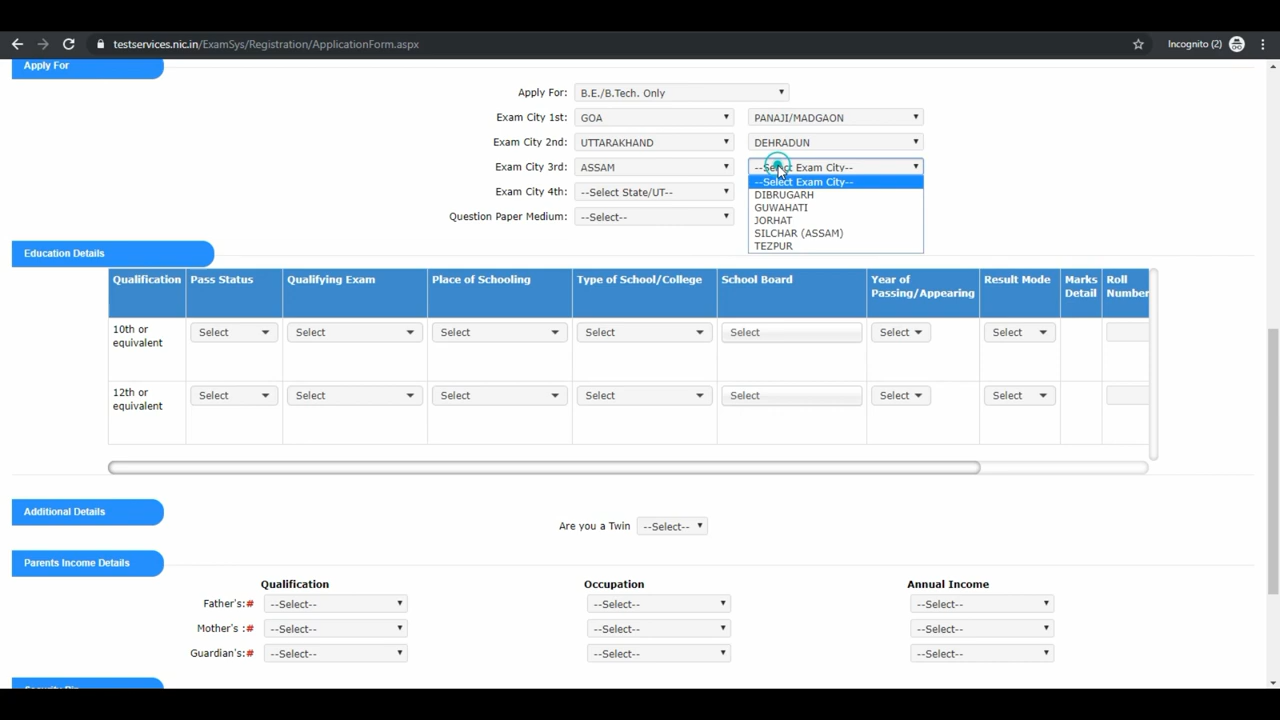 testservices.nic.in/ExamSys/Registration/ApplicationForm.aspx
Incognito (2)
Apply For
Apply For: B.E./B.Tech. Only
Exam City 1st: GOA PANAJI/MADGAON
Exam City 2nd: UTTARAKHAND DEHRADUN
Exam City 3rd: ASSAM --Select Exam City--
--Select Exam City--
DIBRUGARH
Exam City 4th: --Select State/UT--
GUWAHATI
JORHAT
Question Paper Medium: --Select--
SILCHAR (ASSAM)
TEZPUR
Education Details
Qualification Pass Status Qualifying Exam Place of Schooling Type of School/College School Board Year of Passing/Appearing Result Mode Marks Detail Roll Number
10th or equivalent Select Select Select Select Select Select Select
12th or equivalent Select Select Select Select Select Select Select
Additional Details
Are you a Twin --Select--
Parents Income Details
Qualification Occupation Annual Income
Father's:# --Select-- --Select-- --Select--
Mother's :# --Select-- --Select-- --Select--
Guardian's:# --Select-- --Select-- --Select--